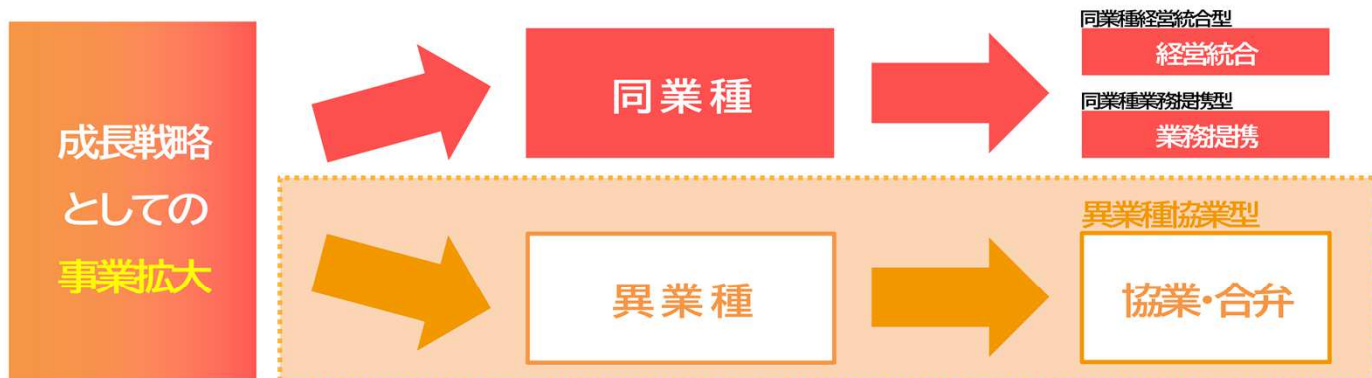 成長戦略
としての
事業拡大
同業種
同業種経営統合型
経営統合
同業種業務提携型
業務提携
異業種
異業種協業型
協業・合弁